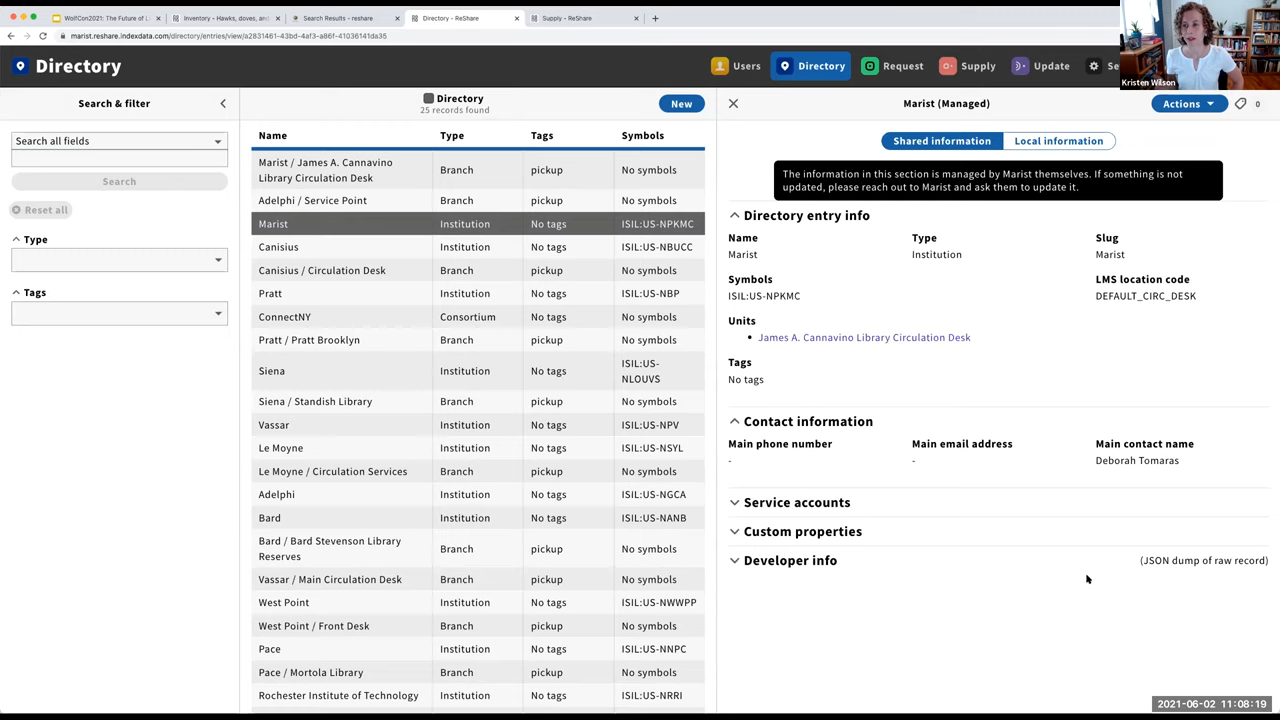 WolfCon2021: The Future of L
Inventory - Hawks, doves, and
Search Results - reshare
Directory - ReShare
Supply - ReShare
marist.reshare.indexdata.com/directory/entries/view/a2831461-43bd-4af3-a86f-41036141da35
Directory
Users
Directory
Request
Supply
Update
Se
Kristen Wilson
Search & filter
Search all fields
Search
Reset all
Type
Tags
Directory
25 records found
New
Name Type Tags Symbols
Marist / James A. Cannavino
Library Circulation Desk Branch pickup No symbols
Adelphi / Service Point Branch pickup No symbols
Marist Institution No tags ISIL:US-NPKMC
Canisius Institution No tags ISIL:US-NBUCC
Canisius / Circulation Desk Branch pickup No symbols
Pratt Institution No tags ISIL:US-NBP
ConnectNY Consortium No tags No symbols
Pratt / Pratt Brooklyn Branch pickup No symbols
Siena Institution No tags ISIL:US-
NLOUVS
Siena / Standish Library Branch pickup No symbols
Vassar Institution No tags ISIL:US-NPV
Le Moyne Institution No tags ISIL:US-NSYL
Le Moyne / Circulation Services Branch pickup No symbols
Adelphi Institution No tags ISIL:US-NGCA
Bard Institution No tags ISIL:US-NANB
Bard / Bard Stevenson Library
Reserves Branch pickup No symbols
Vassar / Main Circulation Desk Branch pickup No symbols
West Point Institution No tags ISIL:US-NWWPP
West Point / Front Desk Branch pickup No symbols
Pace Institution No tags ISIL:US-NNPC
Pace / Mortola Library Branch pickup No symbols
Rochester Institute of Technology Institution No tags ISIL:US-NRRI
Marist (Managed)
Actions
0
Shared information Local information
The information in this section is managed by Marist themselves. If something is not
updated, please reach out to Marist and ask them to update it.
Directory entry info
Name Type Slug
Marist Institution Marist
Symbols LMS location code
ISIL:US-NPKMC DEFAULT_CIRC_DESK
Units
• James A. Cannavino Library Circulation Desk
Tags
No tags
Contact information
Main phone number Main email address Main contact name
- - Deborah Tomaras
Service accounts
Custom properties
Developer info (JSON dump of raw record)
2021-06-02 11:08:19